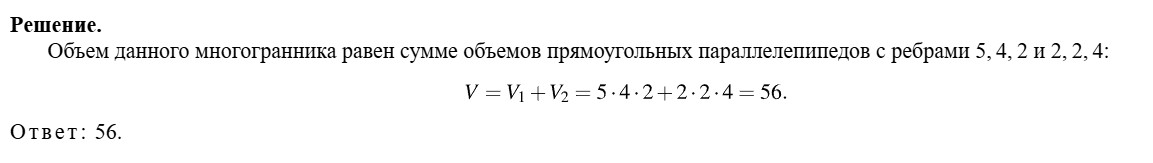 Решение.
Объем данного многогранника равен сумме объемов прямоугольных параллелепипедов с ребрами 5, 4, 2 и 2, 2, 4:
V = V₁ + V₂ = 5 · 4 · 2 + 2 · 2 · 4 = 56.
Ответ: 56.